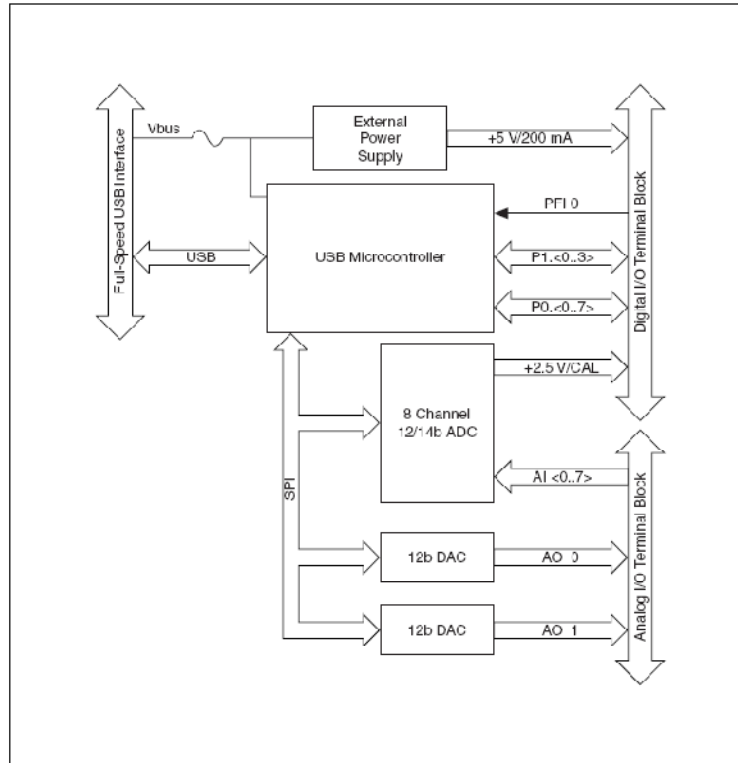 Vbus
External
Power
Supply
+5 V/200 mA
Full-Speed USB Interface
USB
USB Microcontroller
PFI 0
P1.<0..3>
P0.<0..7>
Digital I/O Terminal Block
SPI
8 Channel
12/14b ADC
+2.5 V/CAL
AI <0..7>
12b DAC
AO 0
12b DAC
AO 1
Analog I/O Terminal Block